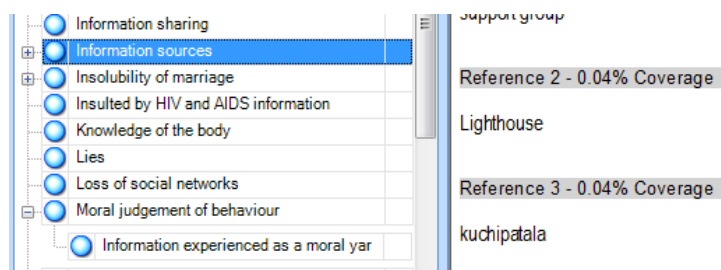 Information sharing
Information sources
Insolubility of marriage
Insulted by HIV and AIDS information
Knowledge of the body
Lies
Loss of social networks
Moral judgement of behaviour
Information experienced as a moral yar
support group
Reference 2 - 0.04% Coverage
Lighthouse
Reference 3 - 0.04% Coverage
kuchipatala